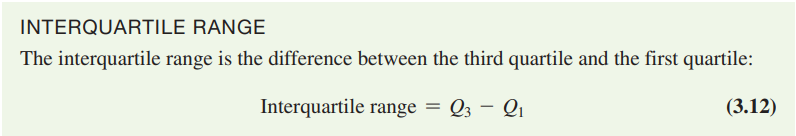 INTERQUARTILE RANGE
The interquartile range is the difference between the third quartile and the first quartile:
Interquartile range = Q₃ − Q₁ (3.12)